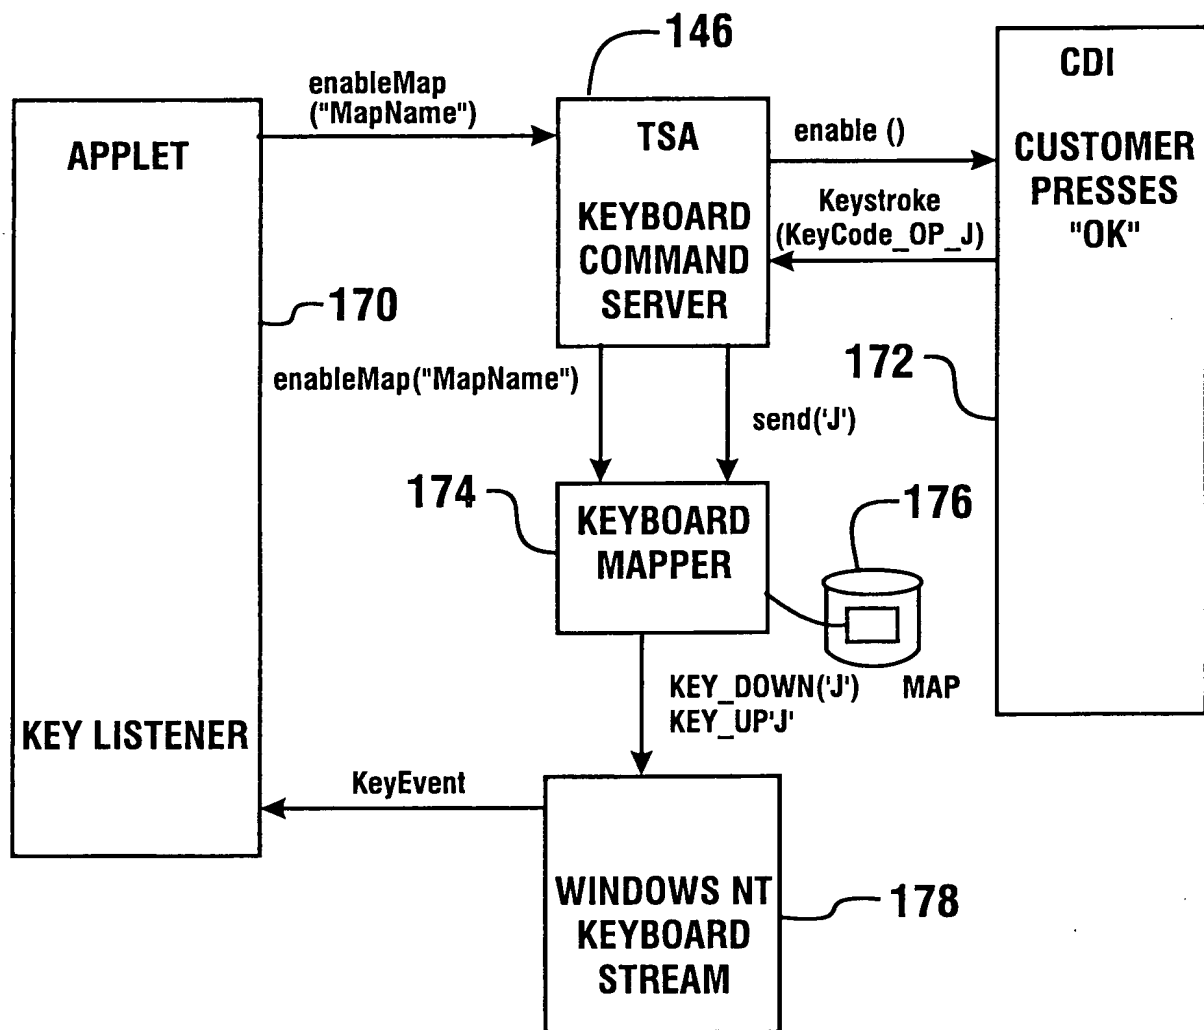 146
enableMap
("MapName")
APPLET
TSA
KEYBOARD
COMMAND
SERVER
enable ()
Keystroke
(KeyCode_OP_J)
CDI
CUSTOMER
PRESSES
"OK"
170
172
enableMap("MapName")
send('J')
174
KEYBOARD
MAPPER
176
MAP
KEY_DOWN('J')
KEY_UP'J'
KEY LISTENER
KeyEvent
WINDOWS NT
KEYBOARD
STREAM
178